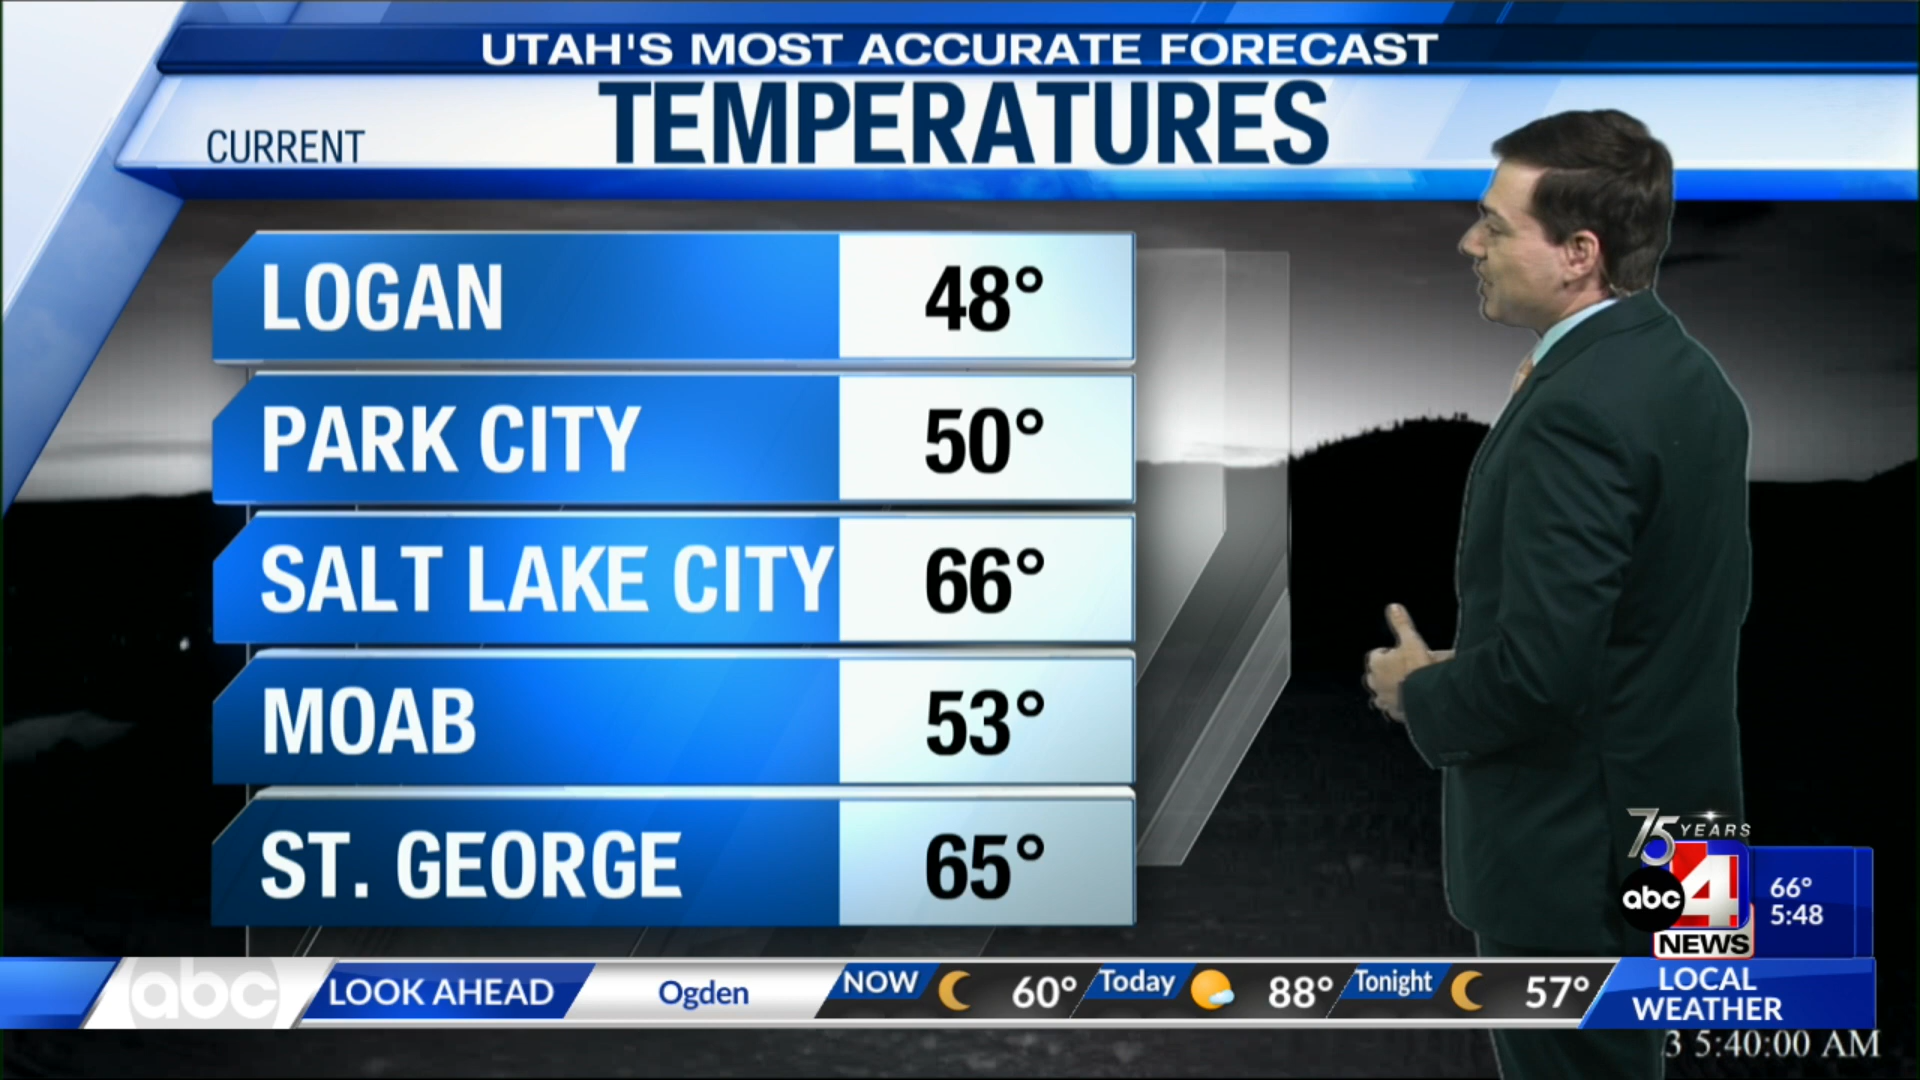 UTAH'S MOST ACCURATE FORECAST
CURRENT
TEMPERATURES
LOGAN 48°
PARK CITY 50°
SALT LAKE CITY 66°
MOAB 53°
ST. GEORGE 65°
75 YEARS
abc 4
NEWS
66°
5:48
abc
LOOK AHEAD
Ogden
NOW 60°
Today 88°
Tonight 57°
LOCAL
WEATHER
3 5:40:00 AM